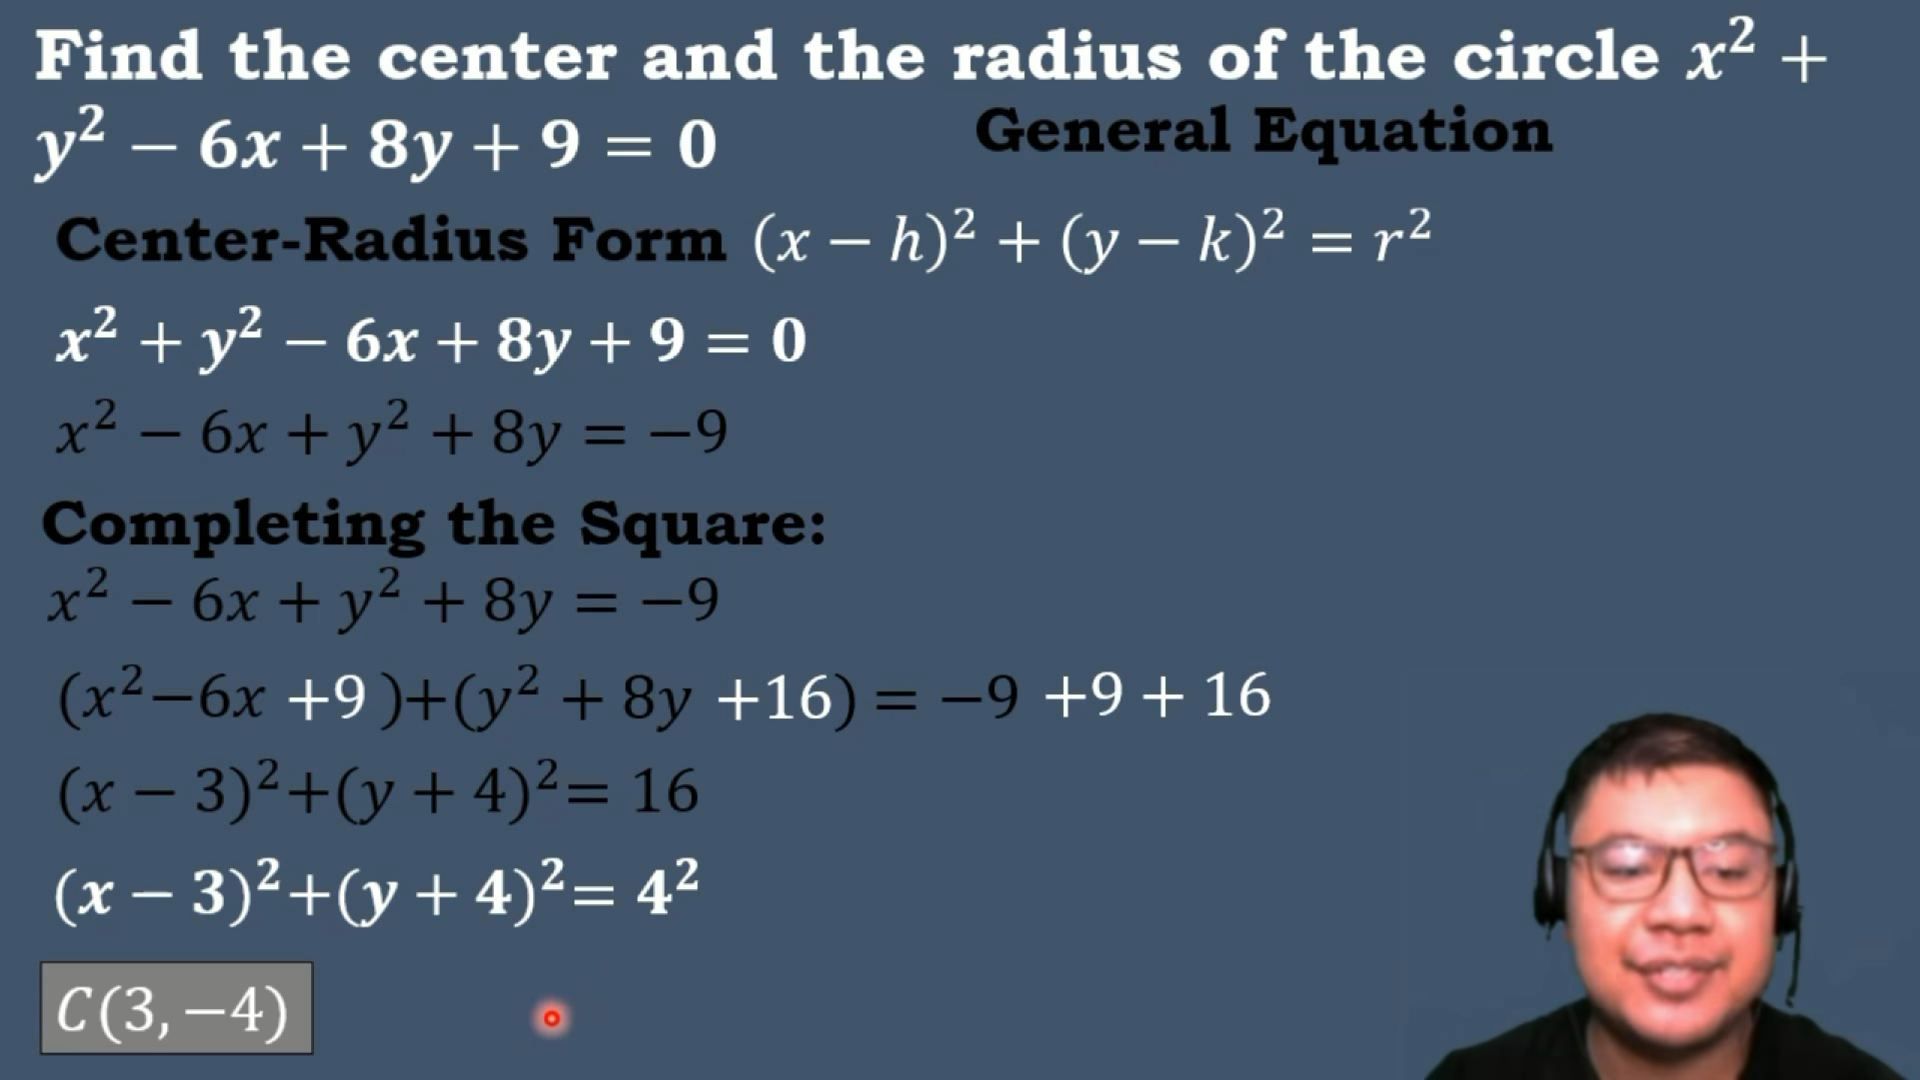 Find the center and the radius of the circle x² +
y² − 6x + 8y + 9 = 0
General Equation
Center-Radius Form (x − h)² + (y − k)² = r²
x² + y² − 6x + 8y + 9 = 0
x² − 6x + y² + 8y = −9
Completing the Square:
x² − 6x + y² + 8y = −9
(x²−6x +9 )+(y² + 8y +16) = −9 +9 + 16
(x − 3)²+(y + 4)²= 16
(x − 3)²+(y + 4)²= 4²
C(3, −4)